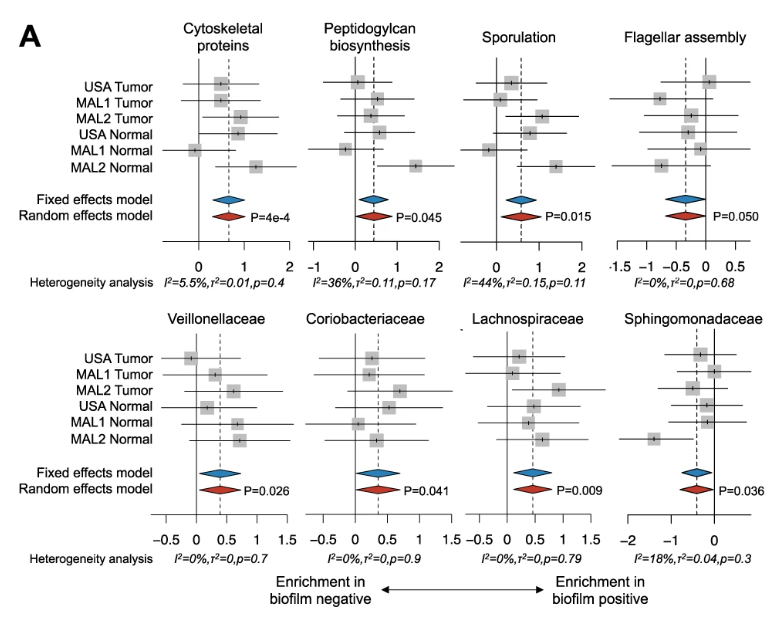 A
Cytoskeletal proteins
Peptidogylcan biosynthesis
Sporulation
Flagellar assembly
USA Tumor
MAL1 Tumor
MAL2 Tumor
USA Normal
MAL1 Normal
MAL2 Normal
Fixed effects model
Random effects model
P=4e-4
P=0.045
P=0.015
P=0.050
0 1 2
−1 0 1 2
0 1 2
-1.5 −1 −0.5 0 0.5
Heterogeneity analysis
I²=5.5%,τ²=0.01,p=0.4
I²=36%,τ²=0.11,p=0.17
I²=44%,τ²=0.15,p=0.11
I²=0%,τ²=0,p=0.68
Veillonellaceae
Coriobacteriaceae
Lachnospiraceae
Sphingomonadaceae
USA Tumor
MAL1 Tumor
MAL2 Tumor
USA Normal
MAL1 Normal
MAL2 Normal
Fixed effects model
Random effects model
P=0.026
P=0.041
P=0.009
P=0.036
−0.5 0 0.5 1 1.5
−0.5 0 0.5 1 1.5
−0.5 0 0.5 1 1.5
−2 −1 0
Heterogeneity analysis
I²=0%,τ²=0,p=0.7
I²=0%,τ²=0,p=0.9
I²=0%,τ²=0,p=0.79
I²=18%,τ²=0.04,p=0.3
Enrichment in
biofilm negative
Enrichment in
biofilm positive